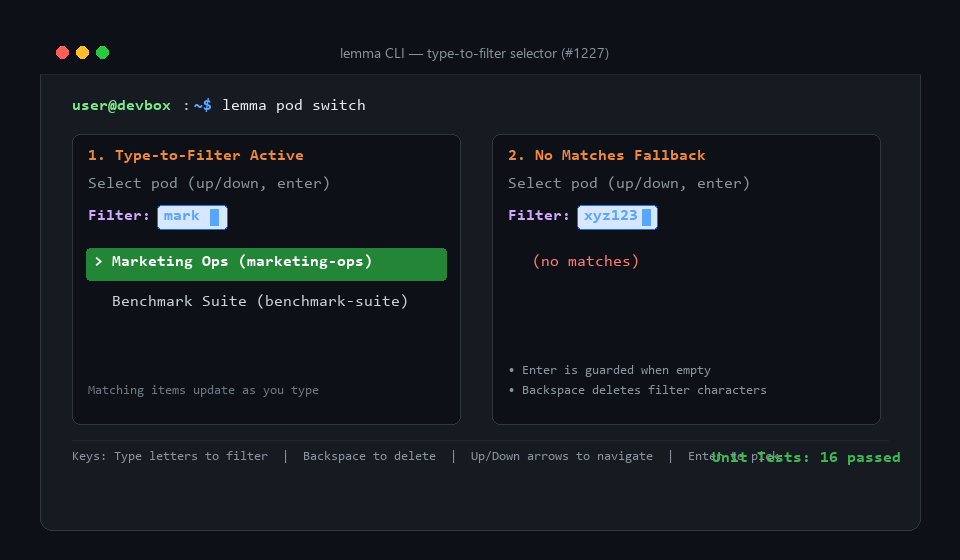 lemma CLI — type-to-filter selector (#1227)
user@devbox :~$ lemma pod switch
1. Type-to-Filter Active
Select pod (up/down, enter)
Filter: mark
> Marketing Ops (marketing-ops)
Benchmark Suite (benchmark-suite)
Matching items update as you type
2. No Matches Fallback
Select pod (up/down, enter)
Filter: xyz123
(no matches)
• Enter is guarded when empty
• Backspace deletes filter characters
Keys: Type letters to filter | Backspace to delete | Up/Down arrows to navigate | Enter to pick
Unit Tests: 16 passed